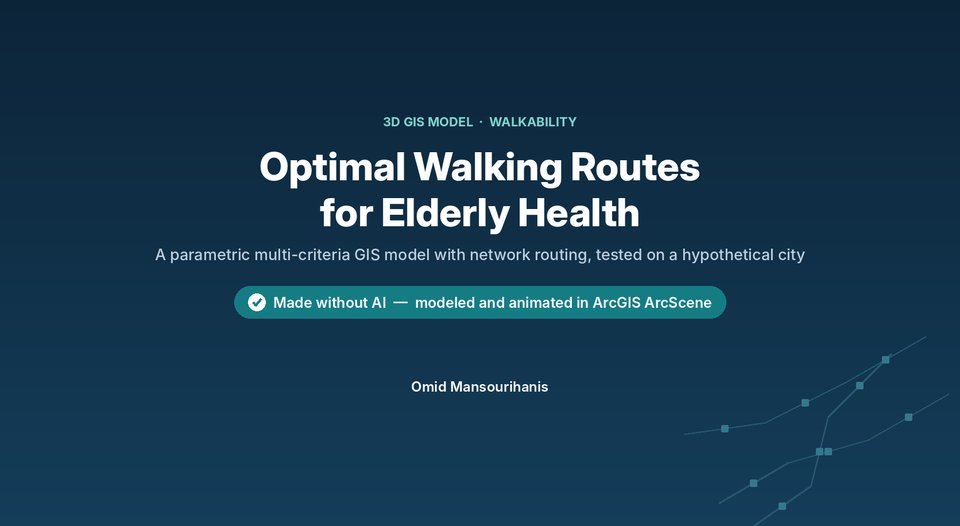 3D GIS MODEL · WALKABILITY
Optimal Walking Routes
for Elderly Health
A parametric multi-criteria GIS model with network routing, tested on a hypothetical city
Made without AI — modeled and animated in ArcGIS ArcScene
Omid Mansourihanis